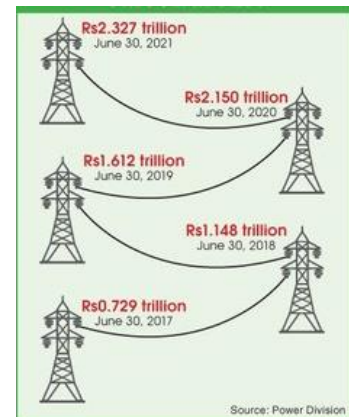 Rs2.327 trillion
June 30, 2021
Rs2.150 trillion
June 30, 2020
Rs1.612 trillion
June 30, 2019
Rs1.148 trillion
June 30, 2018
Rs0.729 trillion
June 30, 2017
Source: Power Division